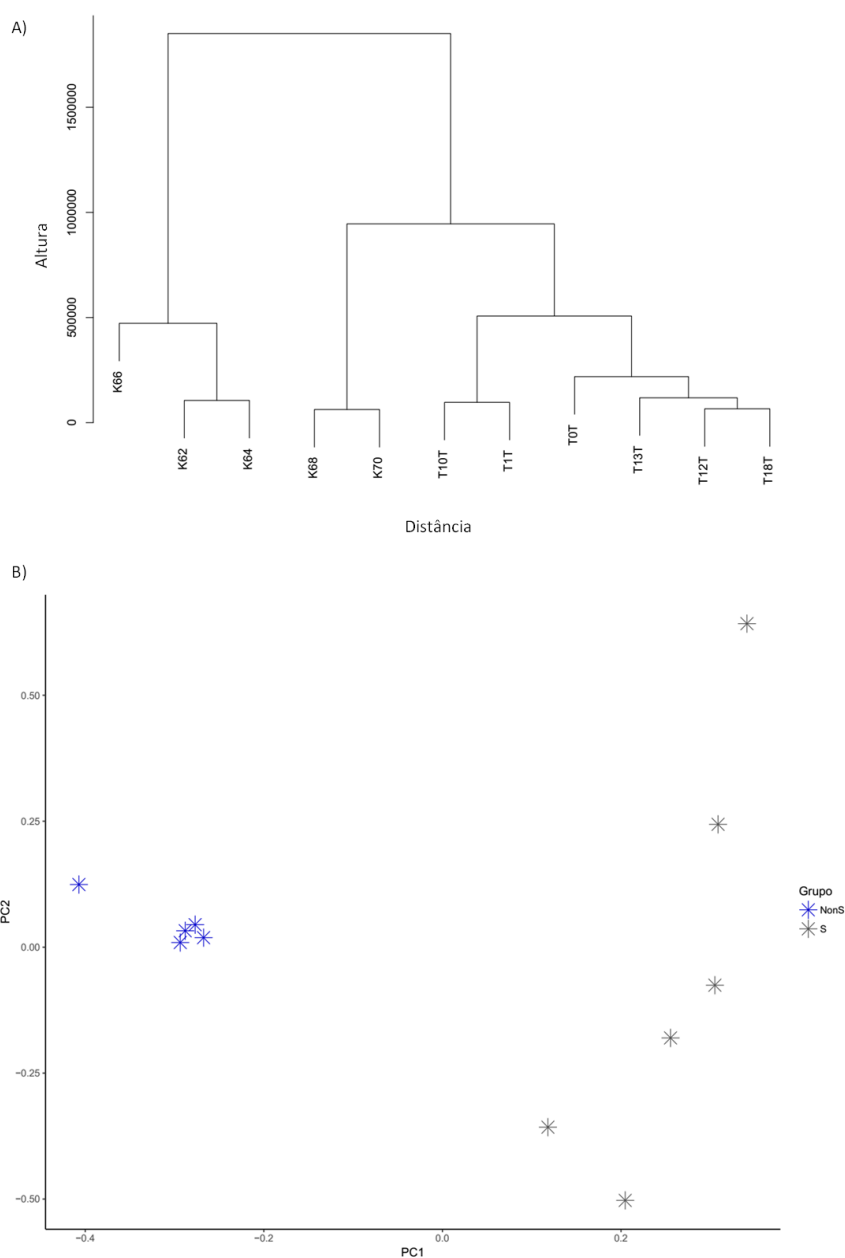 A)
Altura
1500000
1000000
500000
0
K66
K62
K64
K68
K70
T10T
T1T
T0T
T13T
T12T
T18T
Distância
B)
PC2
0.50
0.25
0.00
−0.25
−0.50
−0.4
−0.2
0.0
0.2
PC1
Grupo
NonS
S